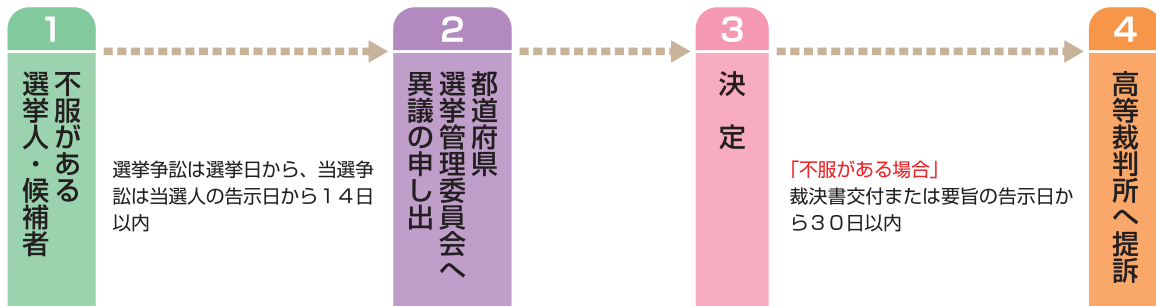 1
不服がある
選挙人・候補者
選挙争訟は選挙日から、当選争
訟は当選人の告示日から14日
以内
2
都道府県
選挙管理委員会へ
異議の申し出
3
決定
「不服がある場合」
裁決書交付または要旨の告示日か
ら30日以内
4
高等裁判所へ提訴